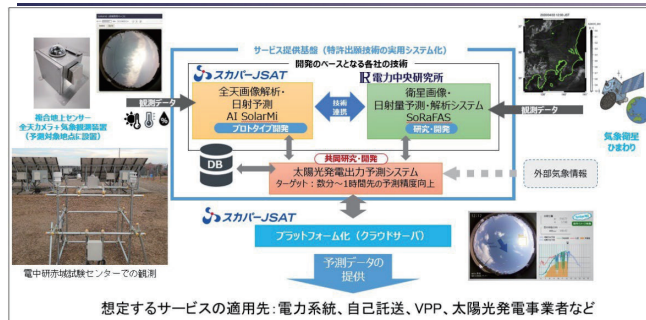 サービス提供基盤(特許出願技術の実用システム化)
開発のベースとなる各社の技術
スカパーJSAT
電力中央研究所
複合地上センサー
全天カメラ+気象観測装置
(予測対象地点に設置)
観測データ
全天画像解析・
日射予測
AI SolarMi
プロトタイプ開発
技術
連携
衛星画像・
日射量予測・解析システム
SoRaFAS
研究・開発
観測データ
気象衛星
ひまわり
DB
共同研究・開発
太陽光発電出力予測システム
ターゲット:数分~1時間先の予測精度向上
外部気象情報
スカパーJSAT
プラットフォーム化(クラウドサーバ)
予測データの
提供
電中研赤城試験センターでの観測
想定するサービスの適用先:電力系統、自己託送、VPP、太陽光発電事業者など